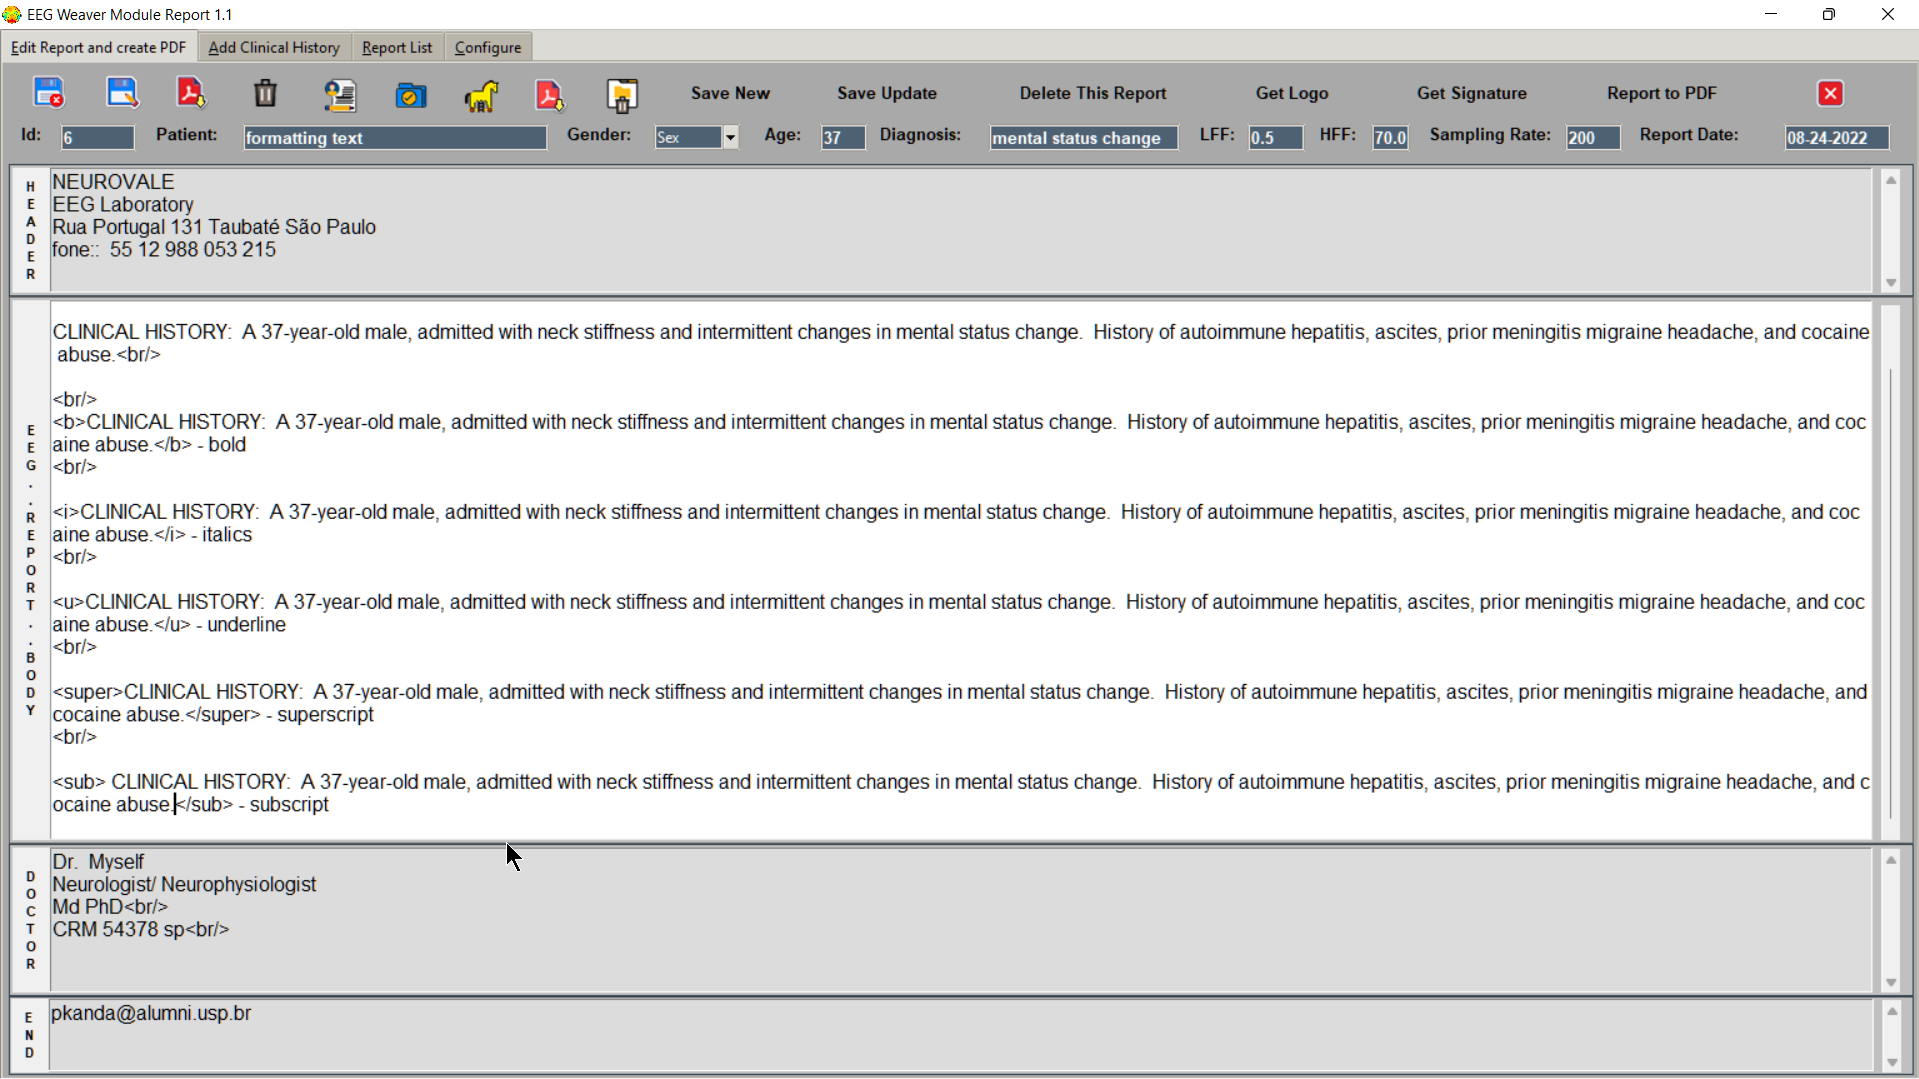 EEG Weaver Module Report 1.1
Edit Report and create PDF Add Clinical History Report List Configure
Save New Save Update Delete This Report Get Logo Get Signature Report to PDF
Id: 6 Patient: formatting text Gender: Sex Age: 37 Diagnosis: mental status change LFF: 0.5 HFF: 70.0 Sampling Rate: 200 Report Date: 08-24-2022
HEADER
NEUROVALE
EEG Laboratory
Rua Portugal 131 Taubaté São Paulo
fone::  55 12 988 053 215
EEG..REPORT..BODY
CLINICAL HISTORY:  A 37-year-old male, admitted with neck stiffness and intermittent changes in mental status change.  History of autoimmune hepatitis, ascites, prior meningitis migraine headache, and cocaine
abuse.<br/>
<br/>
<b>CLINICAL HISTORY:  A 37-year-old male, admitted with neck stiffness and intermittent changes in mental status change.  History of autoimmune hepatitis, ascites, prior meningitis migraine headache, and coc
aine abuse.</b> - bold
<br/>
<i>CLINICAL HISTORY:  A 37-year-old male, admitted with neck stiffness and intermittent changes in mental status change.  History of autoimmune hepatitis, ascites, prior meningitis migraine headache, and coc
aine abuse.</i> - italics
<br/>
<u>CLINICAL HISTORY:  A 37-year-old male, admitted with neck stiffness and intermittent changes in mental status change.  History of autoimmune hepatitis, ascites, prior meningitis migraine headache, and coc
aine abuse.</u> - underline
<br/>
<super>CLINICAL HISTORY:  A 37-year-old male, admitted with neck stiffness and intermittent changes in mental status change.  History of autoimmune hepatitis, ascites, prior meningitis migraine headache, and
cocaine abuse.</super> - superscript
<br/>
<sub> CLINICAL HISTORY:  A 37-year-old male, admitted with neck stiffness and intermittent changes in mental status change.  History of autoimmune hepatitis, ascites, prior meningitis migraine headache, and c
ocaine abuse.</sub> - subscript
DOCTOR
Dr.  Myself
Neurologist/ Neurophysiologist
Md PhD<br/>
CRM 54378 sp<br/>
END
pkanda@alumni.usp.br